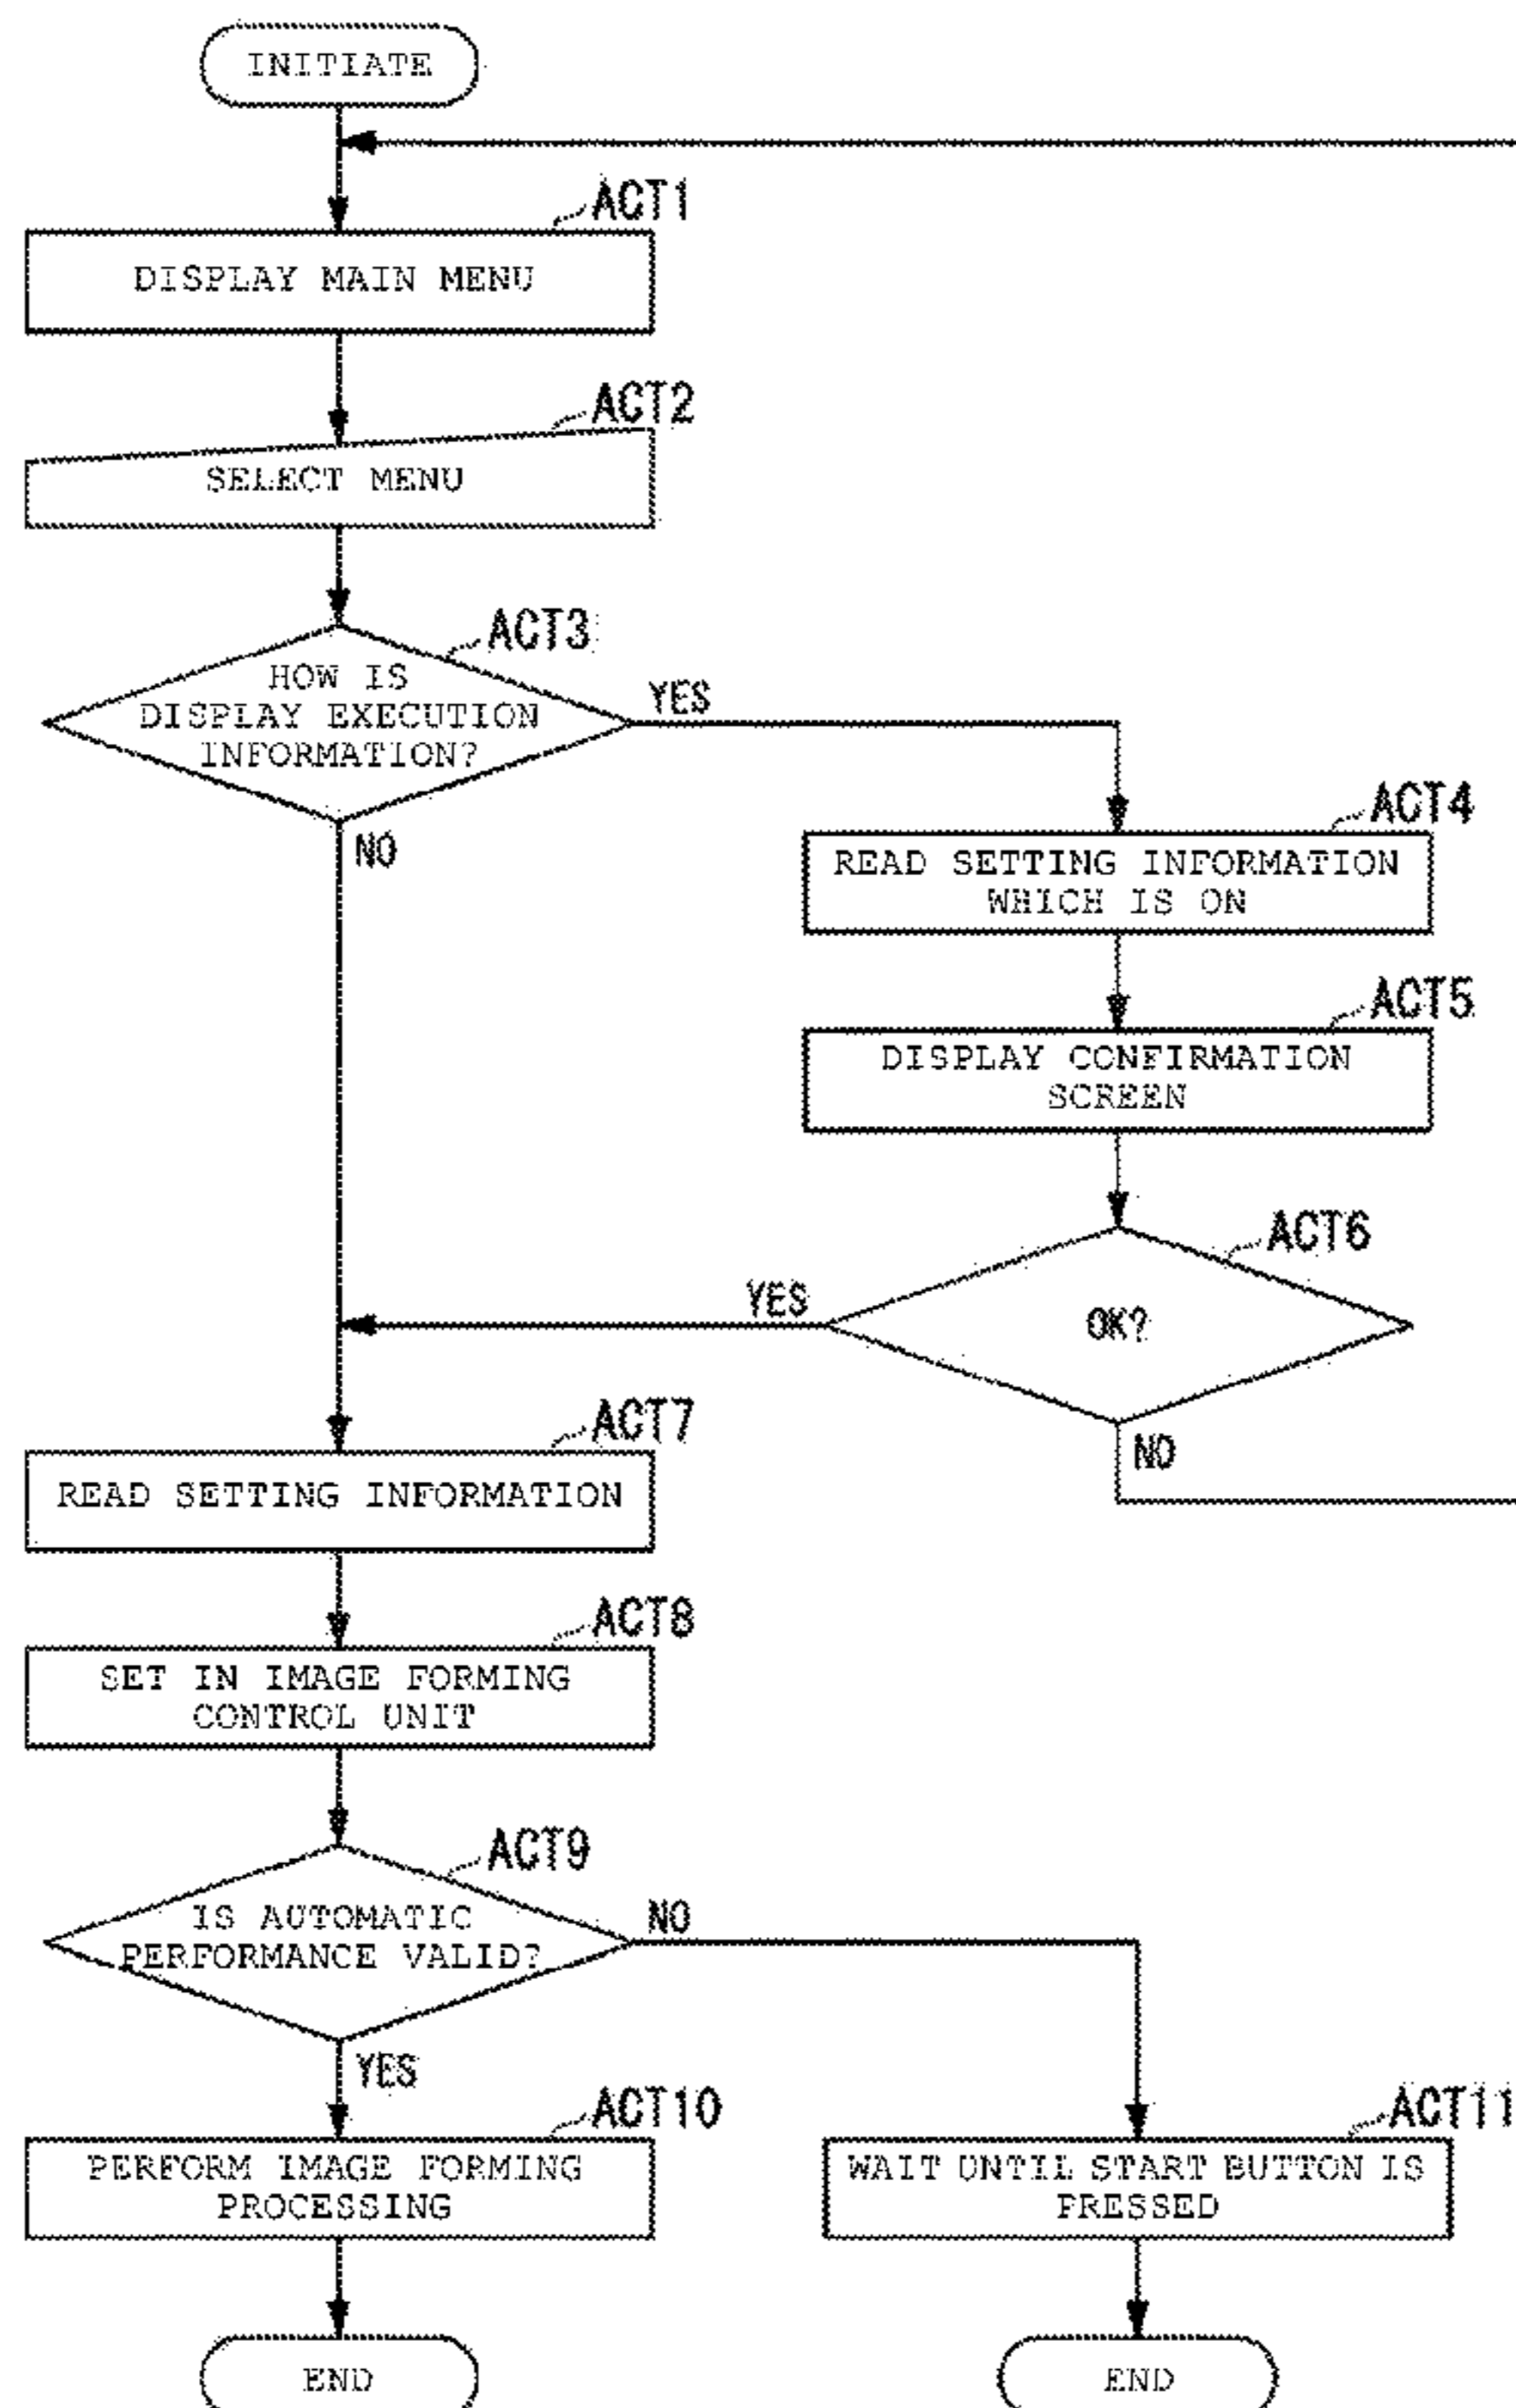 INITIATE
ACT1
DISPLAY MAIN MENU
ACT2
SELECT MENU
ACT3
HOW IS
DISPLAY EXECUTION
INFORMATION?
YES
NO
ACT4
READ SETTING INFORMATION
WHICH IS ON
ACT5
DISPLAY CONFIRMATION
SCREEN
ACT6
OK?
YES
NO
ACT7
READ SETTING INFORMATION
ACT8
SET IN IMAGE FORMING
CONTROL UNIT
ACT9
IS AUTOMATIC
PERFORMANCE VALID?
NO
YES
ACT10
PERFORM IMAGE FORMING
PROCESSING
ACT11
WAIT UNTIL START BUTTON IS
PRESSED
END
END